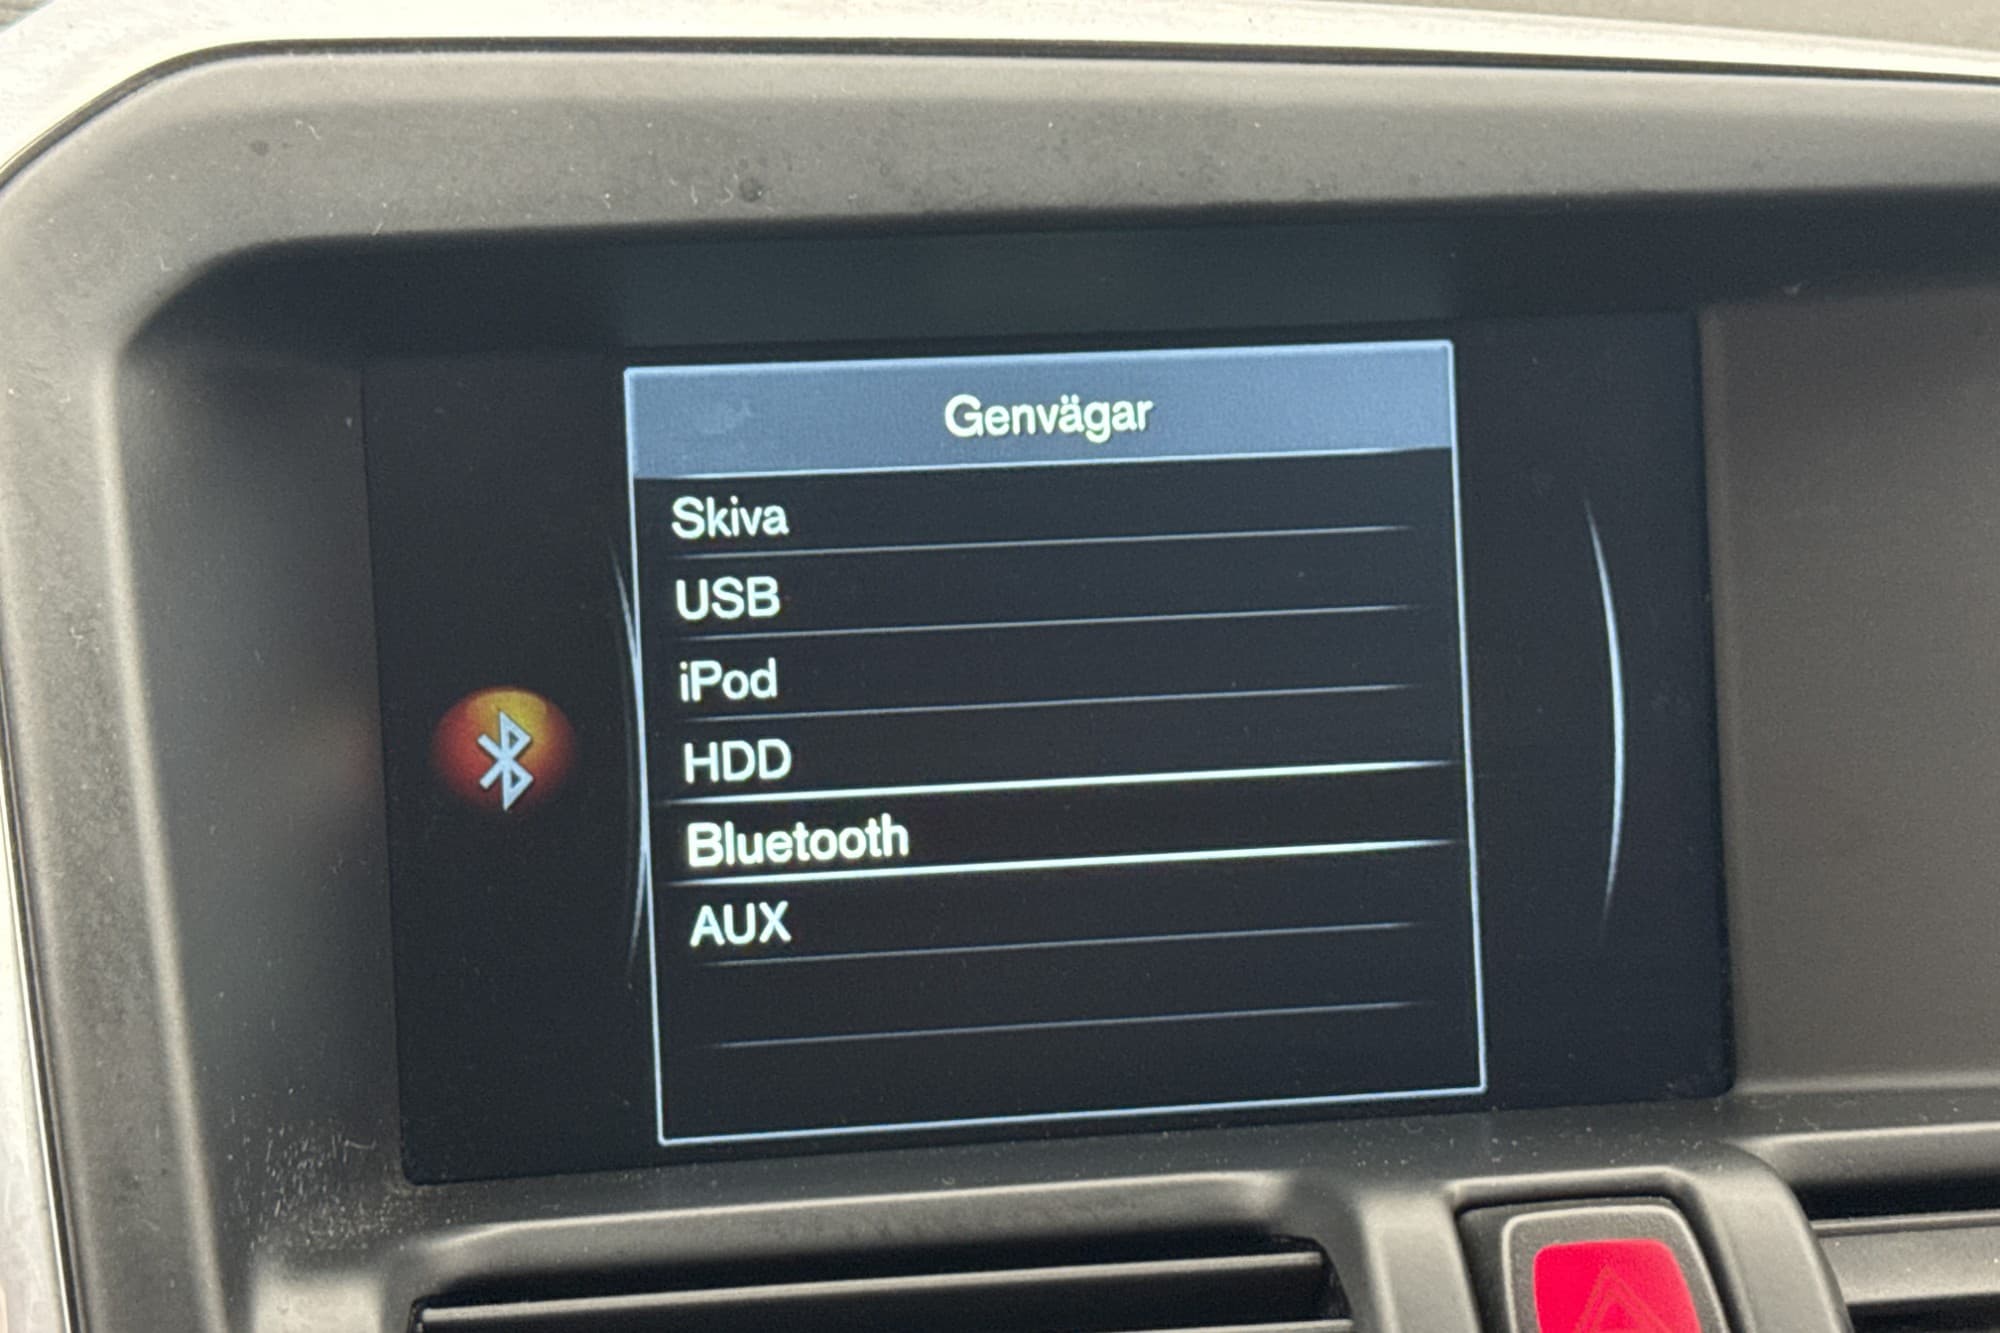 Genvägar
Skiva
USB
iPod
HDD
Bluetooth
AUX